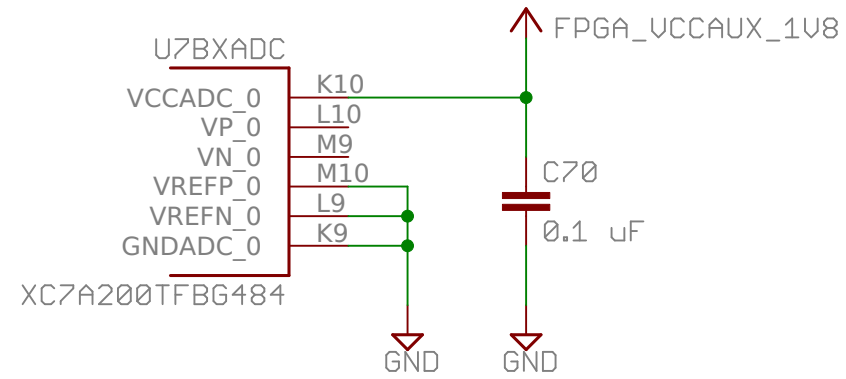 FPGA_VCCAUX_1V8
U7BXADC
VCCADC_0 K10
VP_0 L10
VN_0 M9
VREFP_0 M10
VREFN_0 L9
GNDADC_0 K9
C70
0.1 uF
XC7A200TFBG484
GND
GND